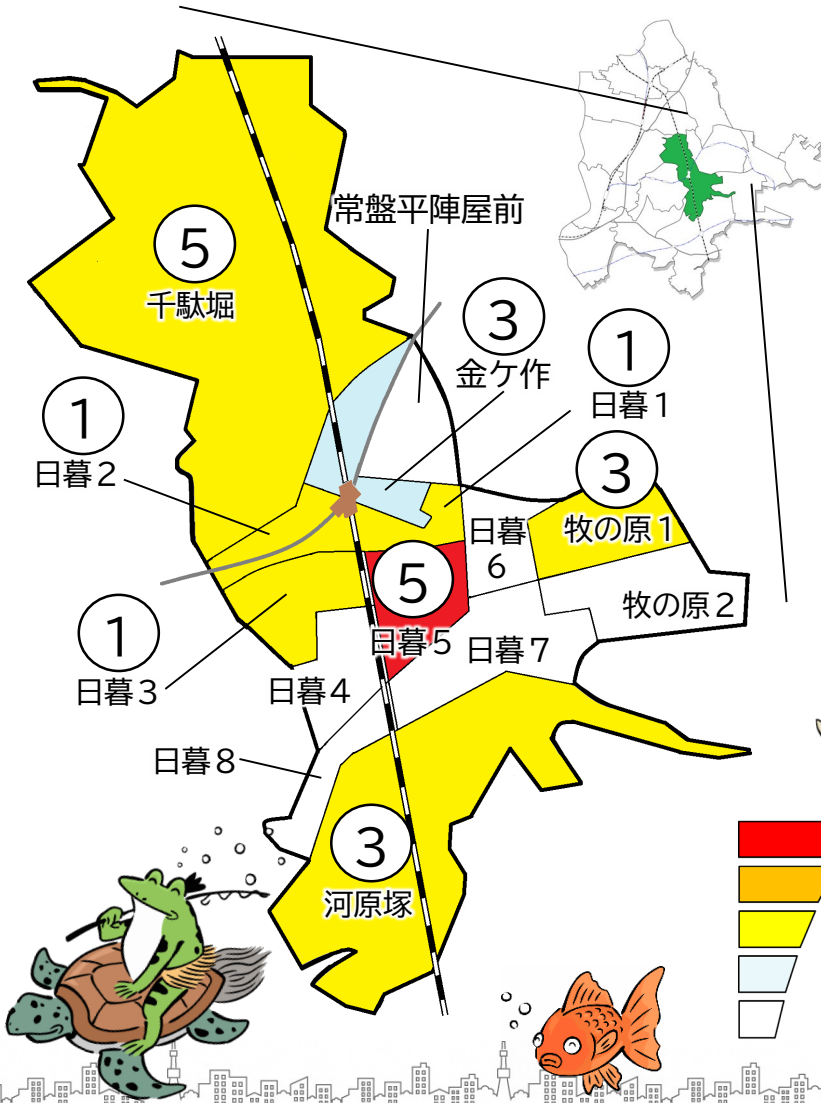 常盤平陣屋前
5
千駄堀
3
金ケ作
1
日暮1
1
日暮2
3
牧の原1
日暮
6
5
日暮5
牧の原2
1
日暮3
日暮7
日暮4
日暮8
3
河原塚